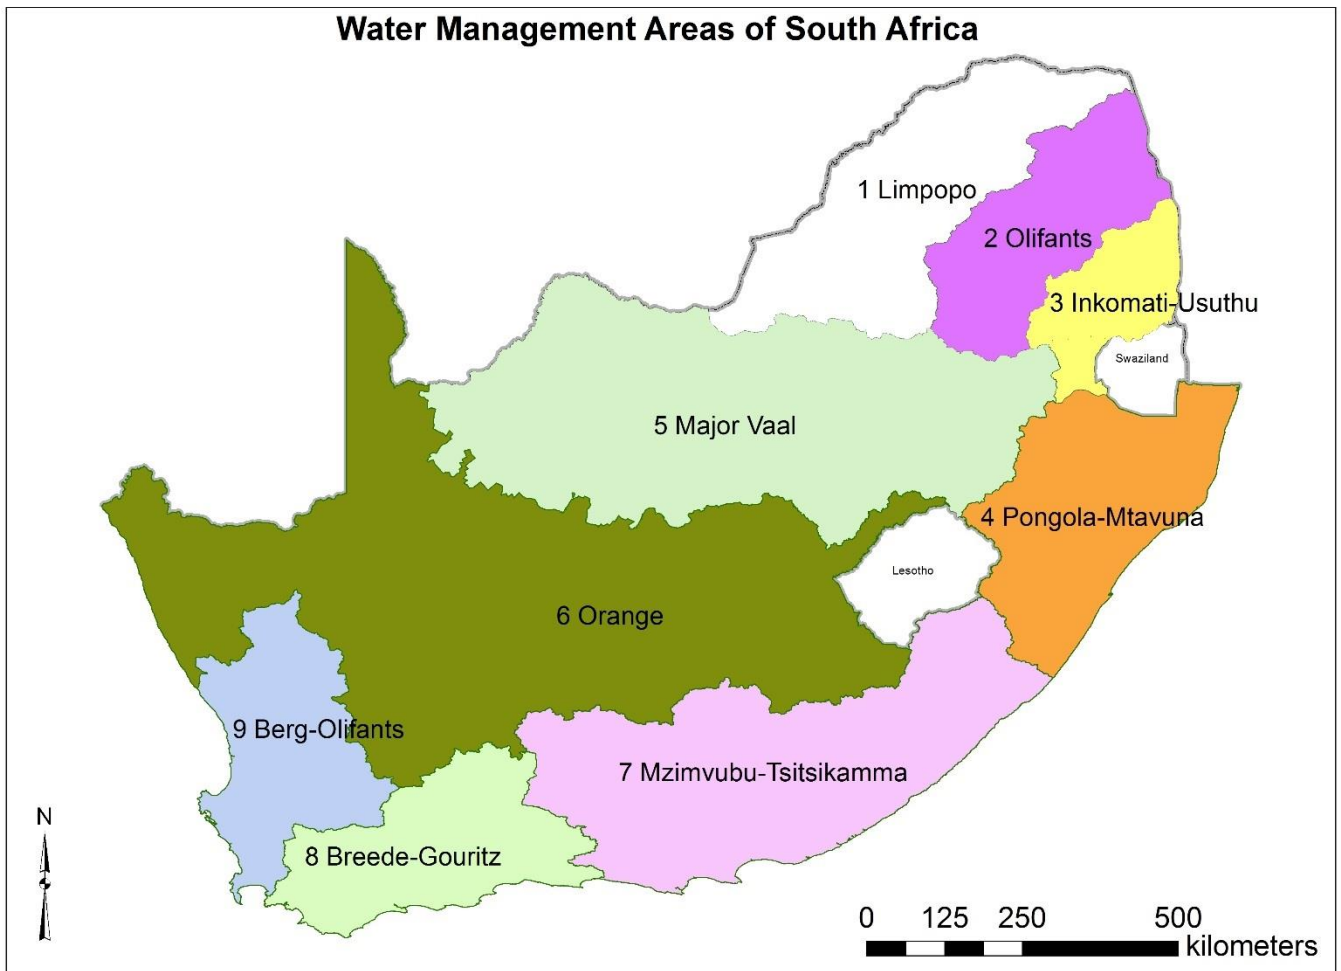 Water Management Areas of South Africa
1 Limpopo
2 Olifants
3 Inkomati-Usuthu
Swaziland
5 Major Vaal
4 Pongola-Mtavuna
Lesotho
6 Orange
9 Berg-Olifants
7 Mzimvubu-Tsitsikamma
8 Breede-Gouritz
N
0 125 250 500
kilometers